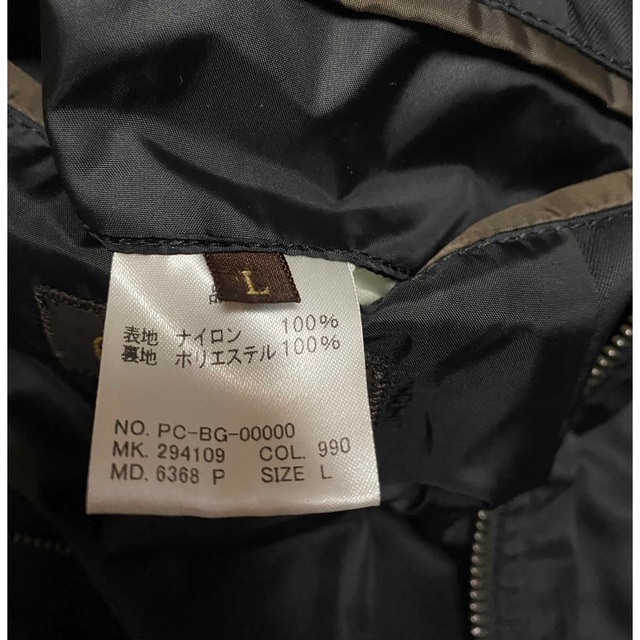 L
表地 ナイロン 100%
裏地 ポリエステル 100%
NO. PC-BG-00000
MK. 294109 COL. 990
MD. 6368 P SIZE L